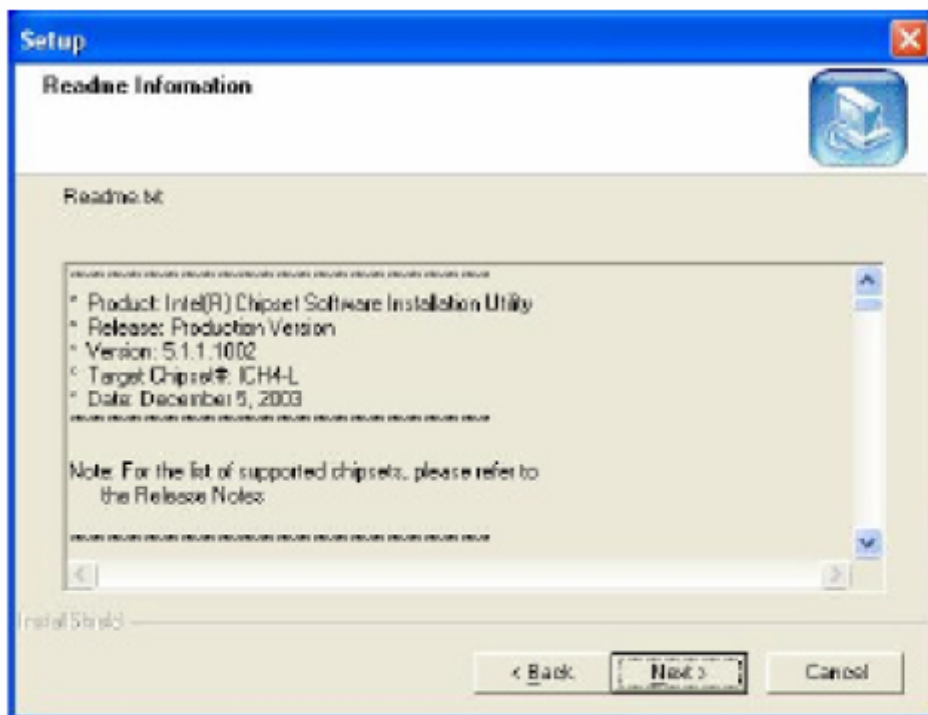 Setup
Readme Information
Readme.txt
********************************************
* Product: Intel(R) Chipset Software Installation Utility
* Release: Production Version
* Version: 5.1.1.1002
* Target Chipset#: ICH4-L
* Date: December 5, 2003
********************************************
Note: For the list of supported chipsets, please refer to
the Release Notes
********************************************
InstallShield
< Back
Next >
Cancel